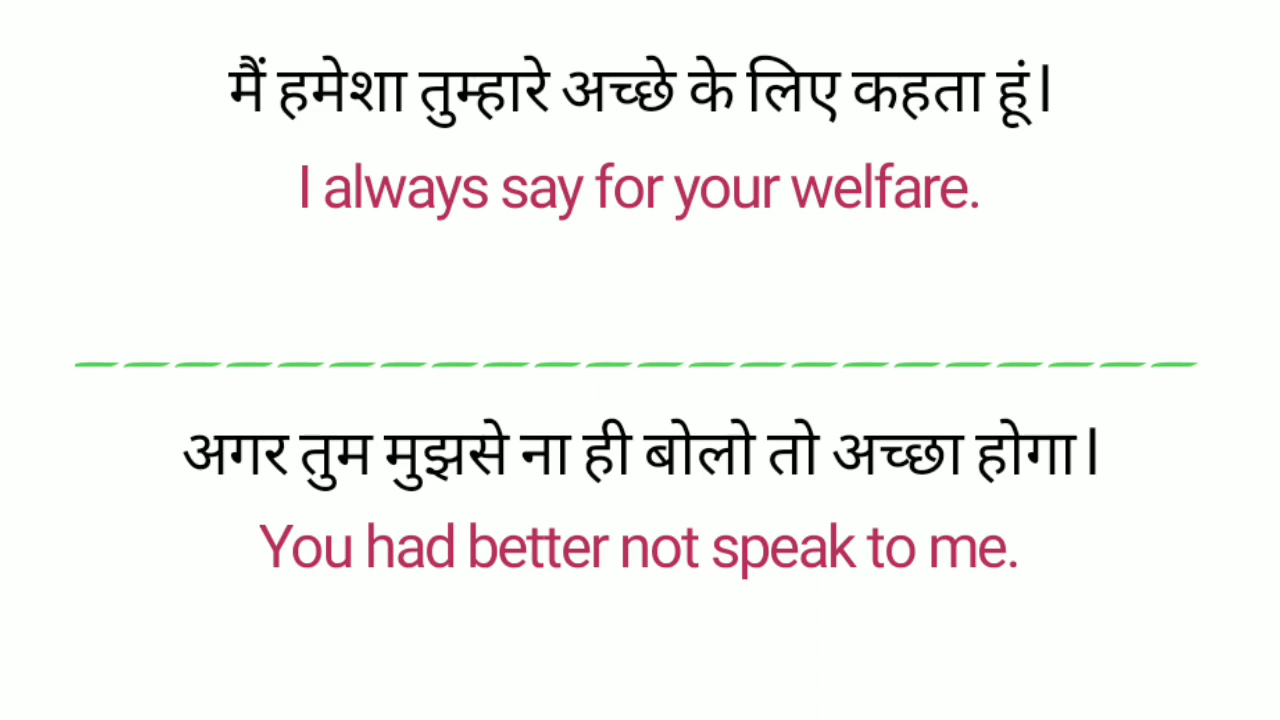 मैं हमेशा तुम्हारे अच्छे के लिए कहता हूं।
I always say for your welfare.
अगर तुम मुझसे ना ही बोलो तो अच्छा होगा।
You had better not speak to me.